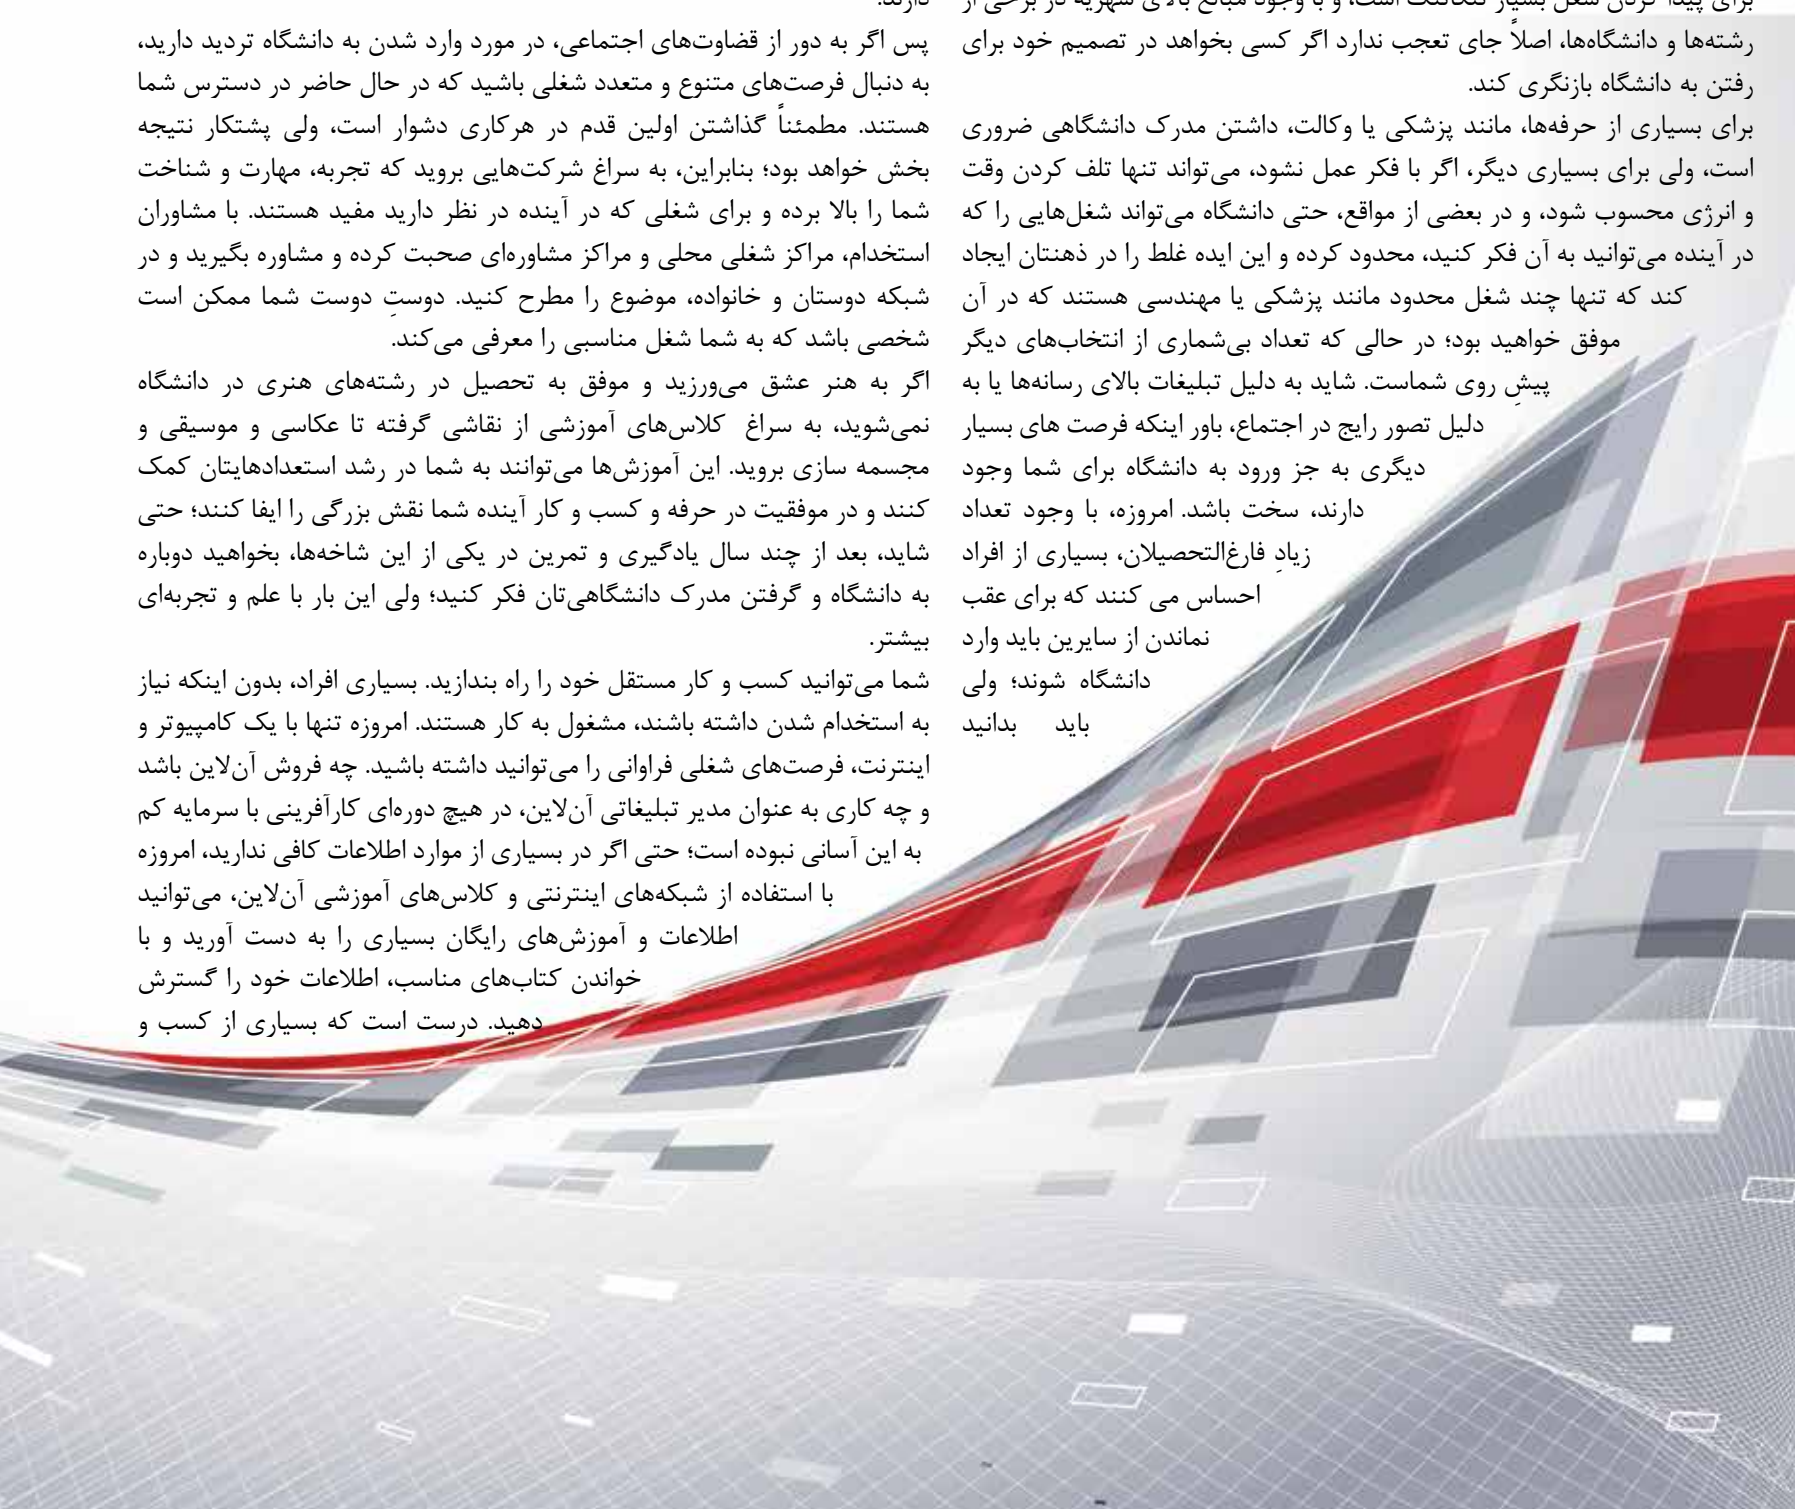 برای پیدا کردن شغل بسیار تنگاتنگ است، و با وجود مبالغ بالای شهریه در برخی از
رشته‌ها و دانشگاه‌ها، اصلاً جای تعجب ندارد اگر کسی بخواهد در تصمیم خود برای
رفتن به دانشگاه بازنگری کند.
برای بسیاری از حرفه‌ها، مانند پزشکی یا وکالت، داشتن مدرک دانشگاهی ضروری
است، ولی برای بسیاری دیگر، اگر با فکر عمل نشود، می‌تواند تنها تلف کردن وقت
و انرژی محسوب شود، و در بعضی از مواقع، حتی دانشگاه می‌تواند شغل‌هایی را که
در آینده می‌توانید به آن فکر کنید، محدود کرده و این ایده غلط را در ذهنتان ایجاد
کند که تنها چند شغل محدود مانند پزشکی یا مهندسی هستند که در آن
موفق خواهید بود؛ در حالی که تعداد بی‌شماری از انتخاب‌های دیگر
پیشِ روی شماست. شاید به دلیل تبلیغات بالای رسانه‌ها یا به
دلیل تصور رایج در اجتماع، باور اینکه فرصت های بسیار
دیگری به جز ورود به دانشگاه برای شما وجود
دارند، سخت باشد. امروزه، با وجود تعداد
زیادِ فارغ‌التحصیلان، بسیاری از افراد
احساس می کنند که برای عقب
نماندن از سایرین باید وارد
دانشگاه شوند؛ ولی
باید بدانید
دارند.
پس اگر به دور از قضاوت‌های اجتماعی، در مورد وارد شدن به دانشگاه تردید دارید،
به دنبال فرصت‌های متنوع و متعدد شغلی باشید که در حال حاضر در دسترس شما
هستند. مطمئناً گذاشتن اولین قدم در هرکاری دشوار است، ولی پشتکار نتیجه
بخش خواهد بود؛ بنابراین، به سراغ شرکت‌هایی بروید که تجربه، مهارت و شناخت
شما را بالا برده و برای شغلی که در آینده در نظر دارید مفید هستند. با مشاوران
استخدام، مراکز شغلی محلی و مراکز مشاوره‌ای صحبت کرده و مشاوره بگیرید و در
شبکه دوستان و خانواده، موضوع را مطرح کنید. دوستِ دوست شما ممکن است
شخصی باشد که به شما شغل مناسبی را معرفی می‌کند.
اگر به هنر عشق می‌ورزید و موفق به تحصیل در رشته‌های هنری در دانشگاه
نمی‌شوید، به سراغ کلاس‌های آموزشی از نقاشی گرفته تا عکاسی و موسیقی و
مجسمه سازی بروید. این آموزش‌ها می‌توانند به شما در رشد استعدادهایتان کمک
کنند و در موفقیت در حرفه و کسب و کار آینده شما نقش بزرگی را ایفا کنند؛ حتی
شاید، بعد از چند سال یادگیری و تمرین در یکی از این شاخه‌ها، بخواهید دوباره
به دانشگاه و گرفتن مدرک دانشگاهی‌تان فکر کنید؛ ولی این بار با علم و تجربه‌ای
بیشتر.
شما می‌توانید کسب و کار مستقل خود را راه بندازید. بسیاری افراد، بدون اینکه نیاز
به استخدام شدن داشته باشند، مشغول به کار هستند. امروزه تنها با یک کامپیوتر و
اینترنت، فرصت‌های شغلی فراوانی را می‌توانید داشته باشید. چه فروش آن‌لاین باشد
و چه کاری به عنوان مدیر تبلیغاتی آن‌لاین، در هیچ دوره‌ای کارآفرینی با سرمایه کم
به این آسانی نبوده است؛ حتی اگر در بسیاری از موارد اطلاعات کافی ندارید، امروزه
با استفاده از شبکه‌های اینترنتی و کلاس‌های آموزشی آن‌لاین، می‌توانید
اطلاعات و آموزش‌های رایگان بسیاری را به دست آورید و با
خواندن کتاب‌های مناسب، اطلاعات خود را گسترش
دهید. درست است که بسیاری از کسب و